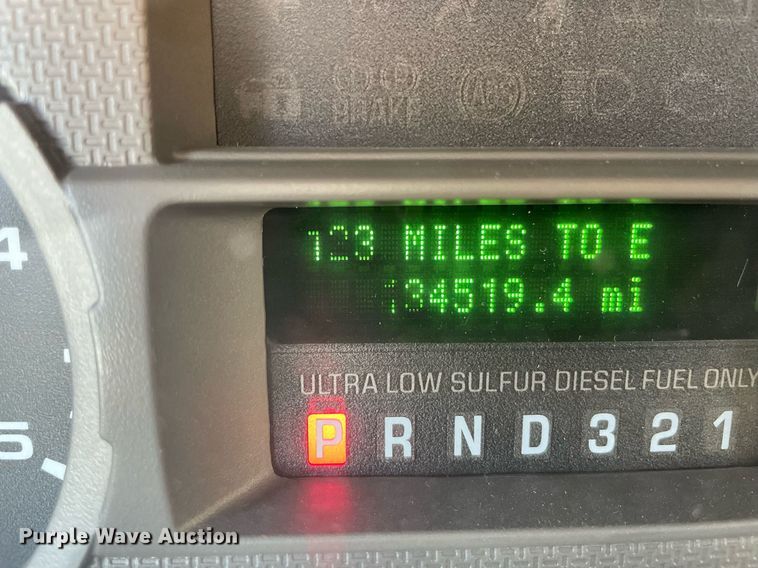 BRAKE
ABS
4
123 MILES TO E
134519.4 mi
ULTRA LOW SULFUR DIESEL FUEL ONLY
P R N D 3 2 1
5
Purple Wave Auction